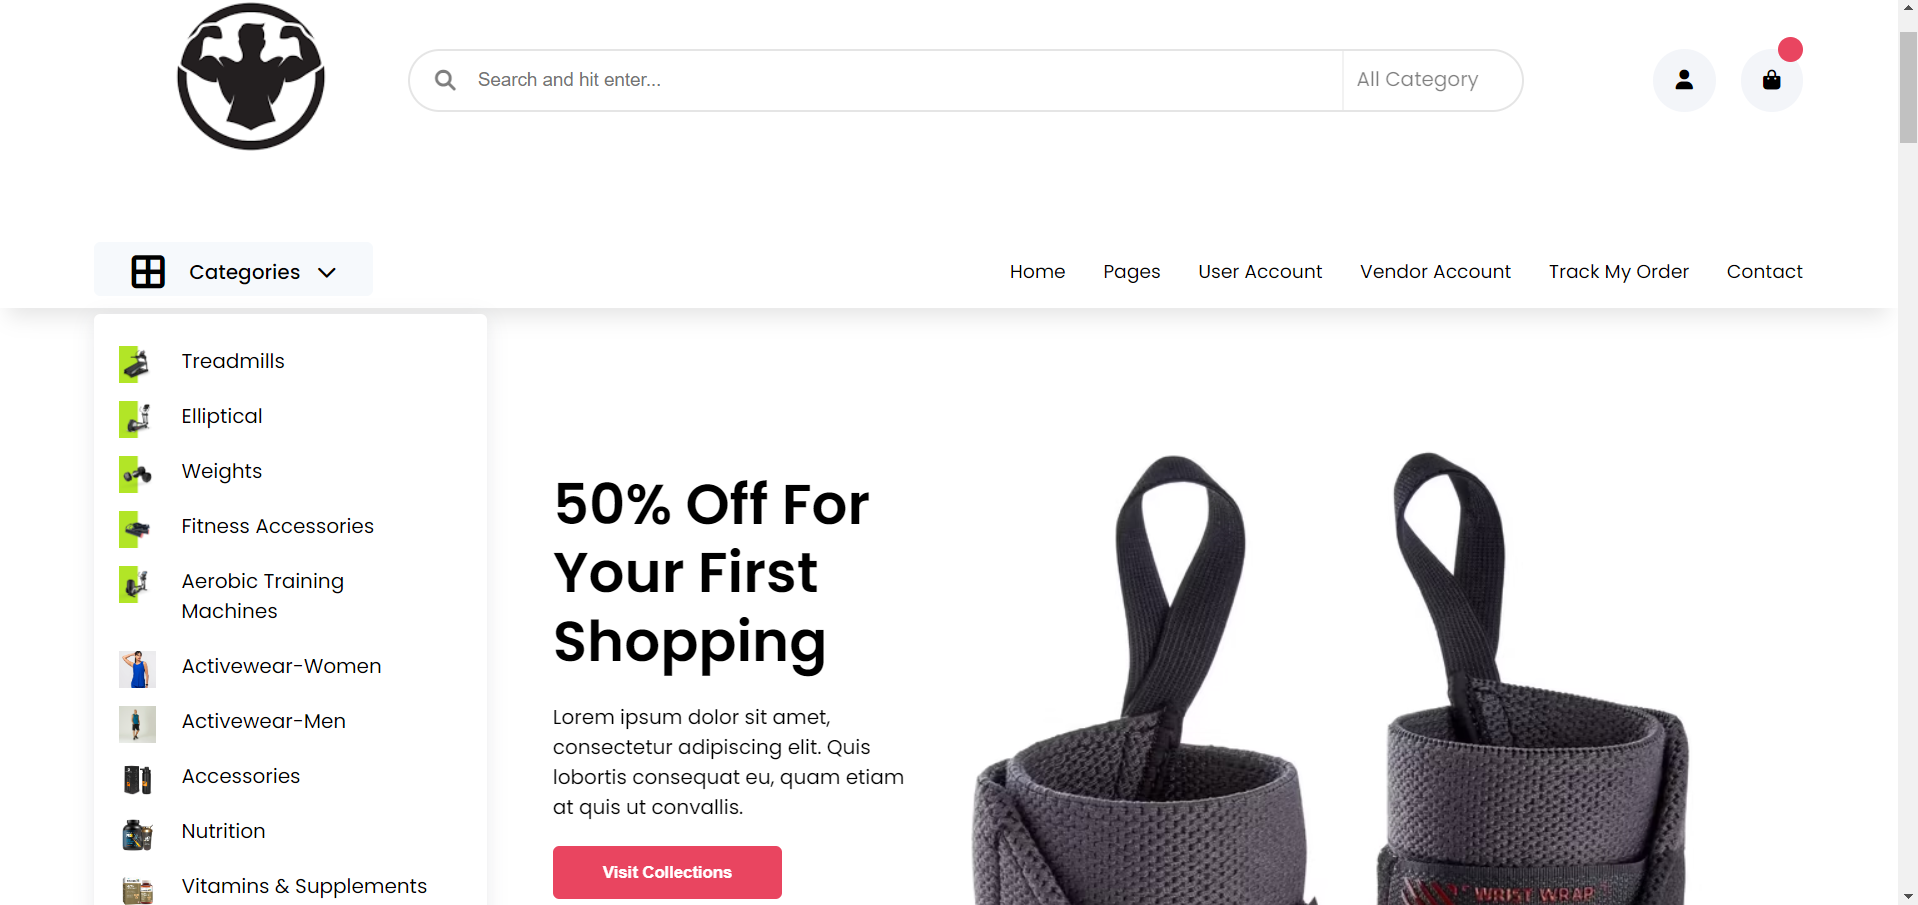 Search and hit enter...
All Category
Categories
Home
Pages
User Account
Vendor Account
Track My Order
Contact
Treadmills
Elliptical
Weights
Fitness Accessories
Aerobic Training
Machines
Activewear-Women
Activewear-Men
Accessories
Nutrition
Vitamins & Supplements
50% Off For
Your First
Shopping
Lorem ipsum dolor sit amet,
consectetur adipiscing elit. Quis
lobortis consequat eu, quam etiam
at quis ut convallis.
Visit Collections
WRIST WRAP